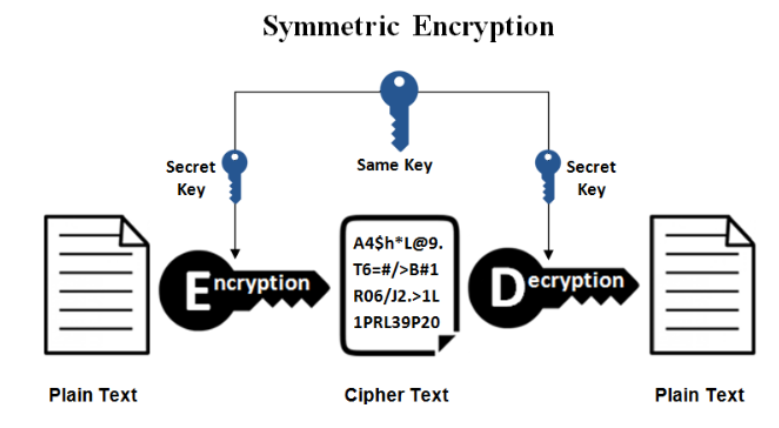 Symmetric Encryption
Same Key
Secret
Key
Secret
Key
Encryption
A4$h*L@9.
T6=#/>B#1
R06/J2.>1L
1PRL39P20
Decryption
Plain Text
Cipher Text
Plain Text